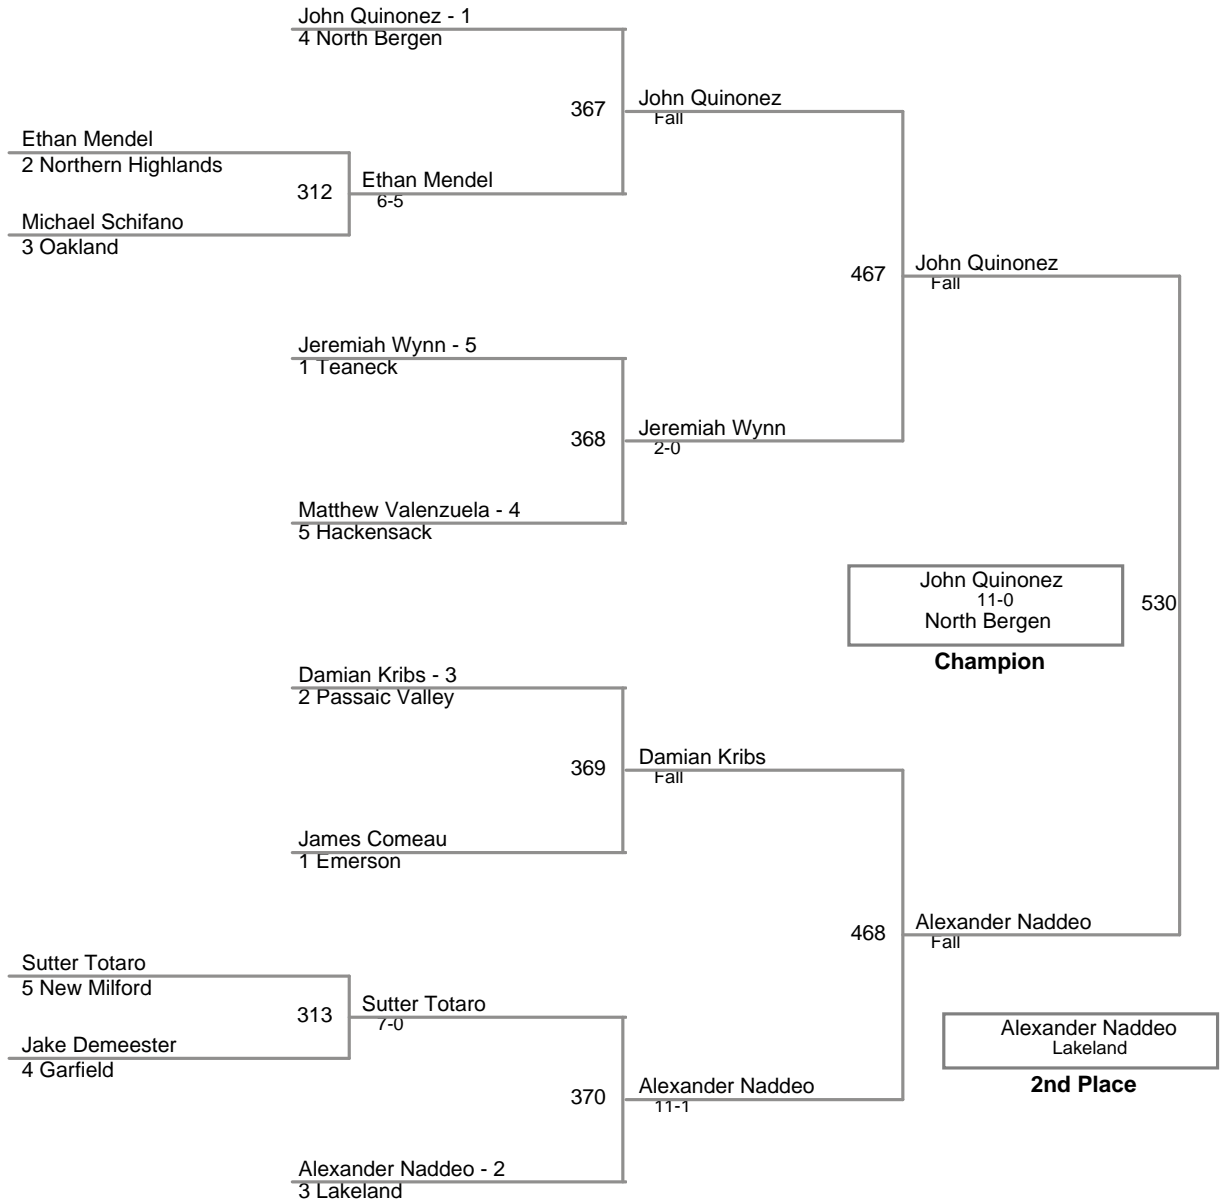 John Quinonez - 1
4 North Bergen
367
John Quinonez
Fall
Ethan Mendel
2 Northern Highlands
312
Ethan Mendel
6-5
Michael Schifano
3 Oakland
467
John Quinonez
Fall
Jeremiah Wynn - 5
1 Teaneck
368
Jeremiah Wynn
2-0
Matthew Valenzuela - 4
5 Hackensack
John Quinonez
11-0
North Bergen
530
Champion
Damian Kribs - 3
2 Passaic Valley
369
Damian Kribs
Fall
James Comeau
1 Emerson
468
Alexander Naddeo
Fall
Sutter Totaro
5 New Milford
313
Sutter Totaro
7-0
Jake Demeester
4 Garfield
Alexander Naddeo
Lakeland
2nd Place
370
Alexander Naddeo
11-1
Alexander Naddeo - 2
3 Lakeland